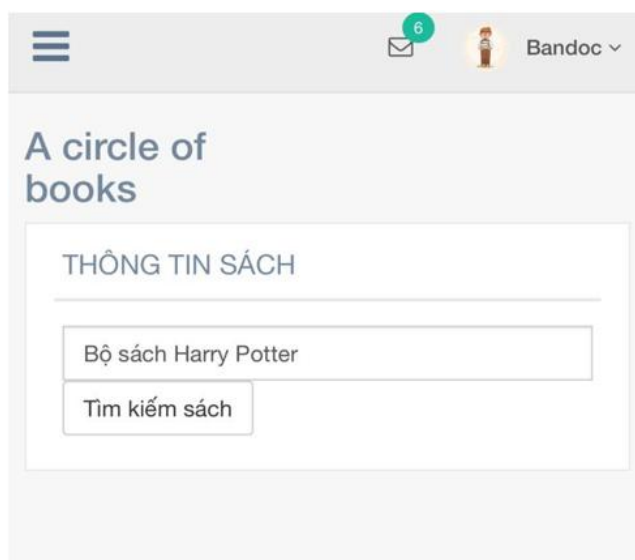 6
Bandoc
A circle of
books
THÔNG TIN SÁCH
Bộ sách Harry Potter
Tìm kiếm sách